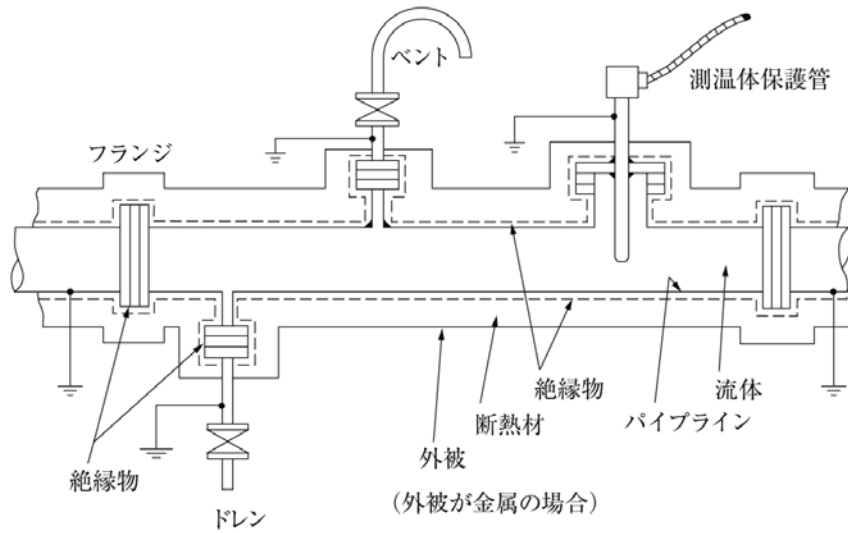 ベント
測温体保護管
フランジ
絶縁物
流体
パイプライン
断熱材
外被
絶縁物
(外被が金属の場合)
ドレン